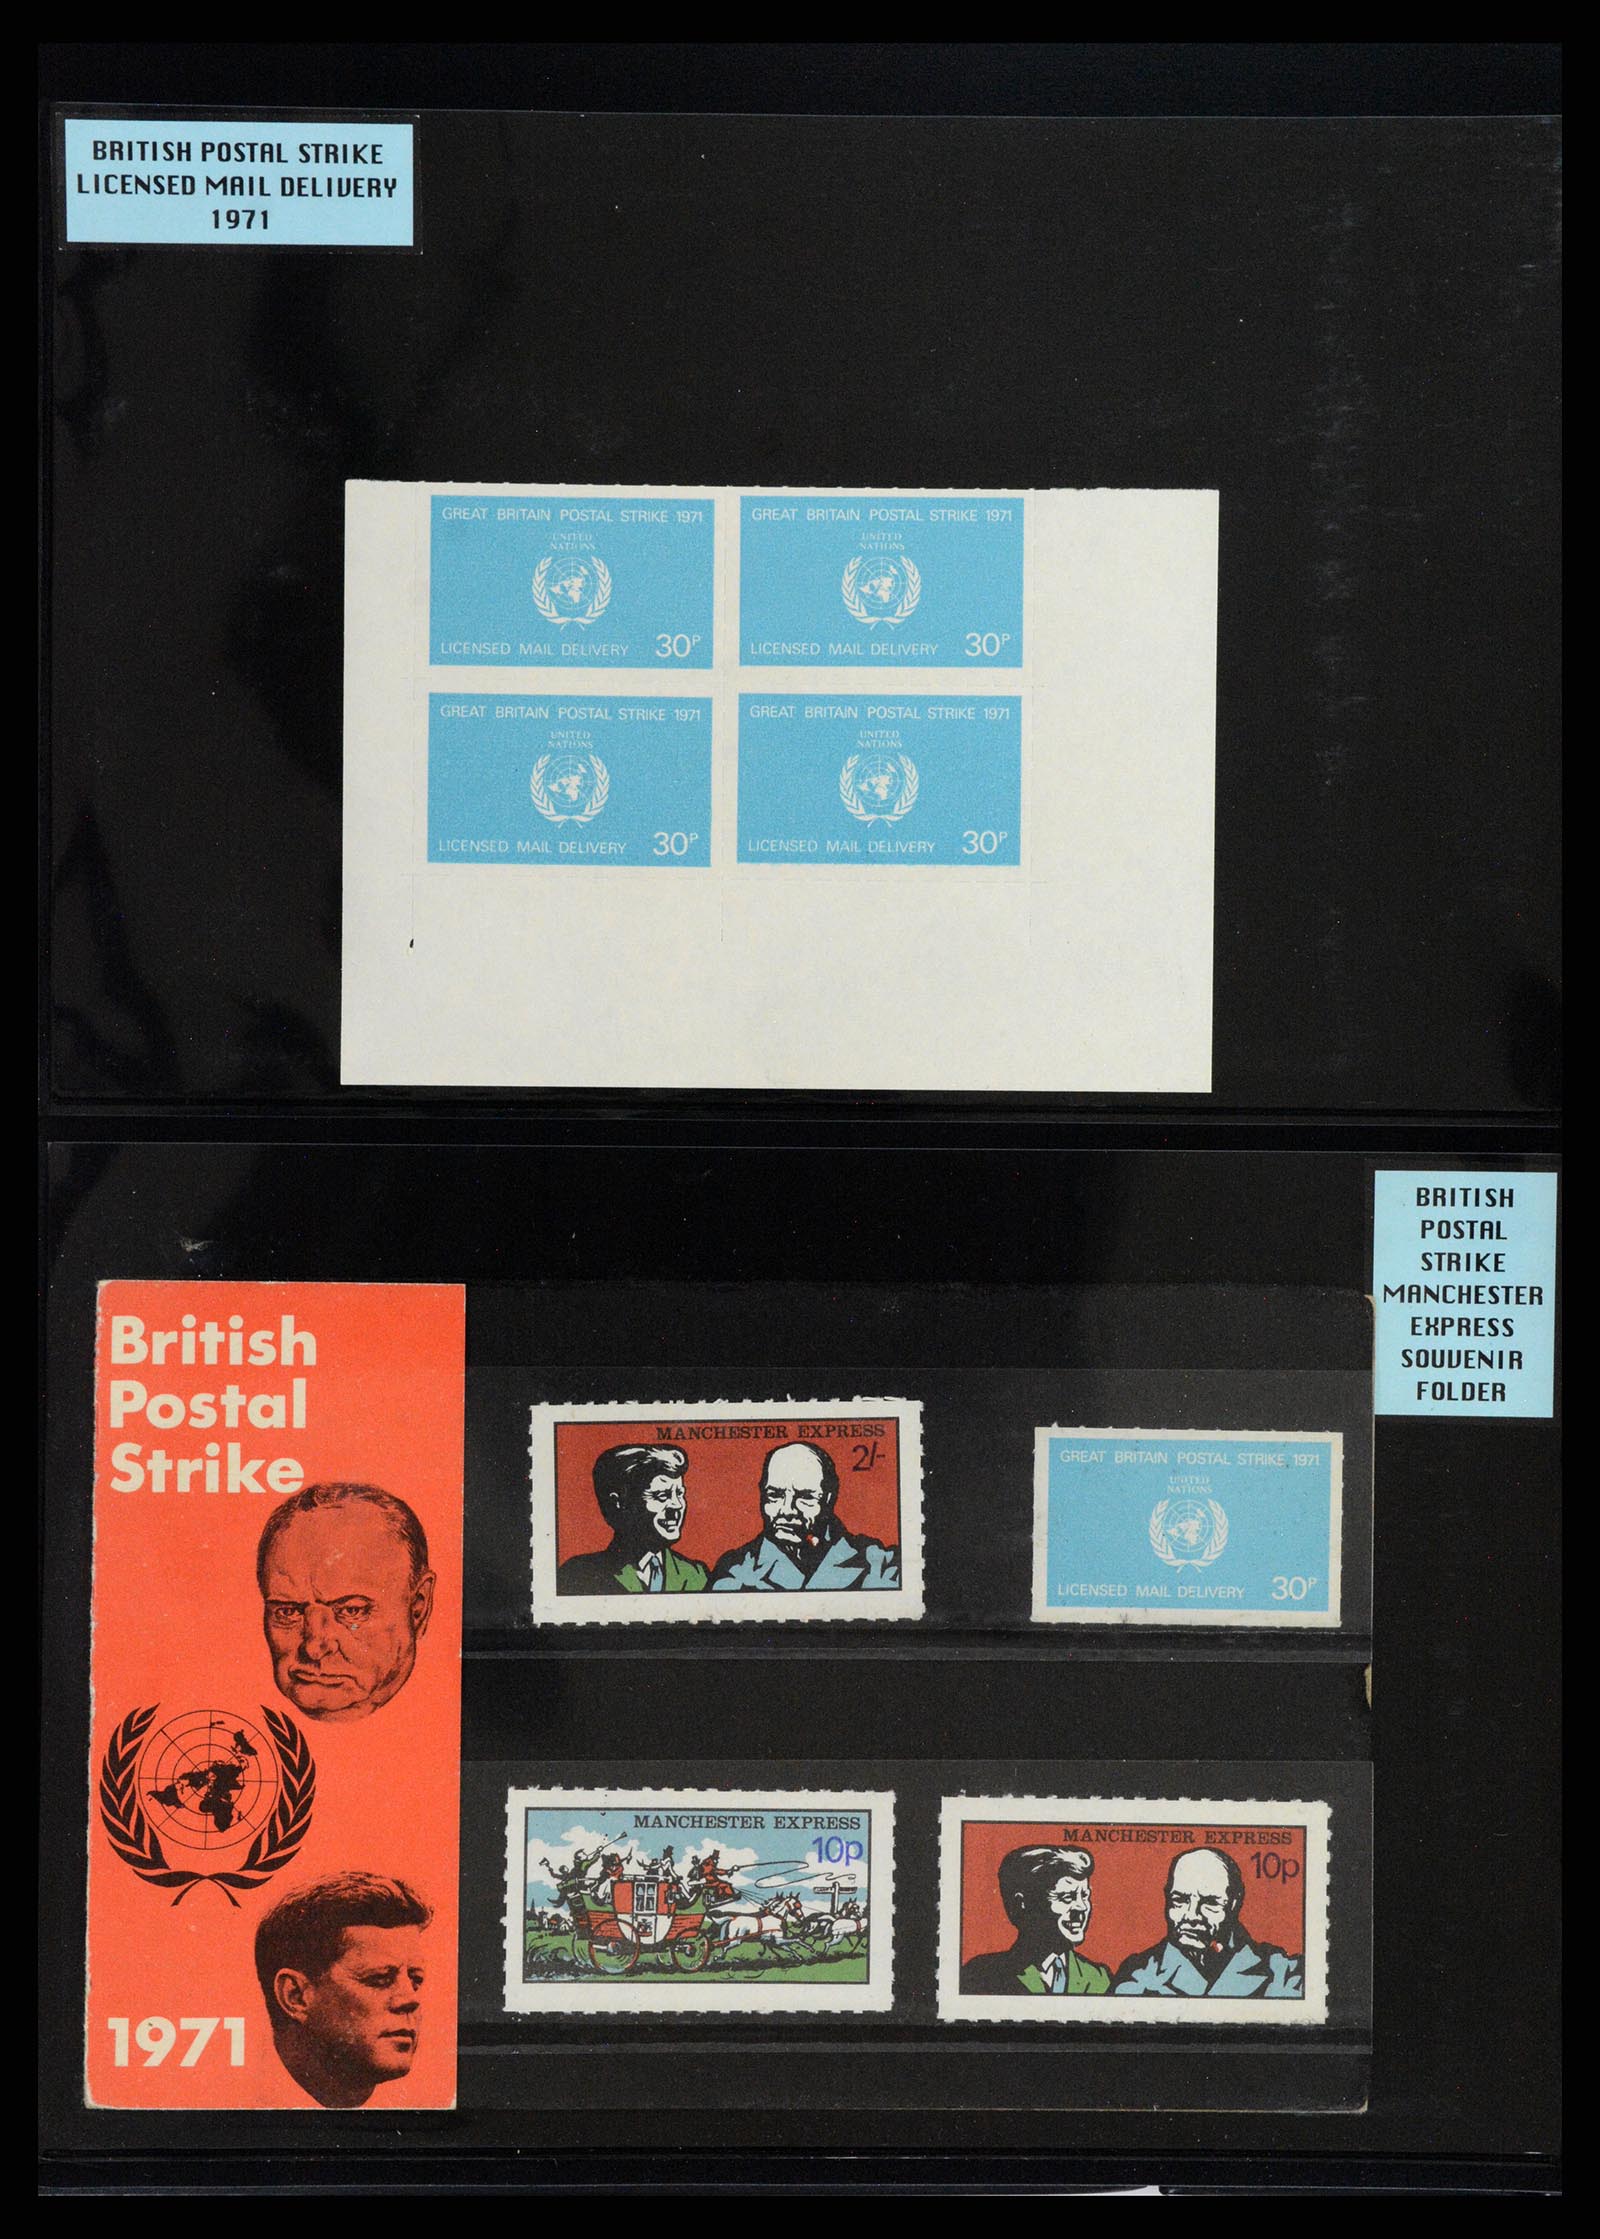 BRITISH POSTAL STRIKE
LICENSED MAIL DELIVERY
1971
GREAT BRITAIN POSTAL STRIKE 1971
UNITED
NATIONS
LICENSED MAIL DELIVERY 30P
GREAT BRITAIN POSTAL STRIKE 1971
UNITED
NATIONS
LICENSED MAIL DELIVERY 30P
GREAT BRITAIN POSTAL STRIKE 1971
UNITED
NATIONS
LICENSED MAIL DELIVERY 30P
GREAT BRITAIN POSTAL STRIKE 1971
UNITED
NATIONS
LICENSED MAIL DELIVERY 30P
BRITISH
POSTAL
STRIKE
MANCHESTER
EXPRESS
SOUVENIR
FOLDER
British
Postal
Strike
1971
MANCHESTER EXPRESS
2/-
GREAT BRITAIN POSTAL STRIKE 1971
UNITED
NATIONS
LICENSED MAIL DELIVERY 30P
MANCHESTER EXPRESS
10p
MANCHESTER EXPRESS
10p